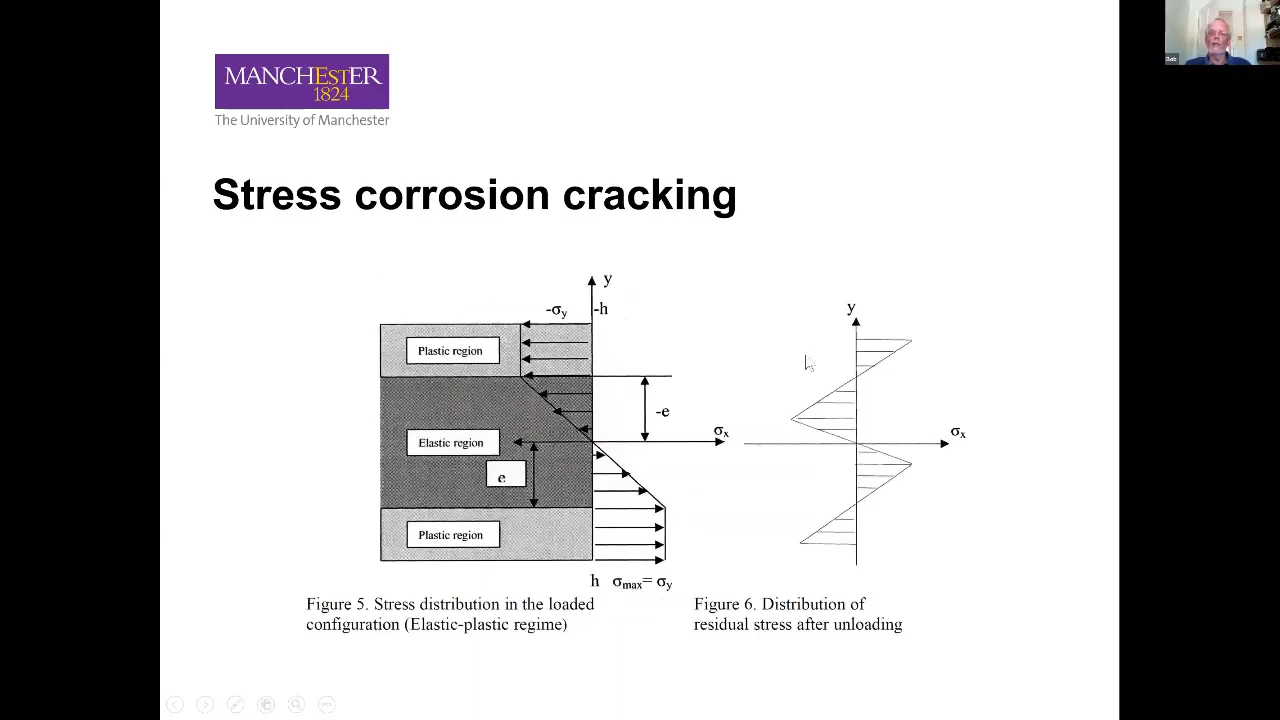 MANCHEsTER
1824
The University of Manchester
Bob
Stress corrosion cracking
y
-σy
-h
Plastic region
-e
σx
Elastic region
e
Plastic region
h σmax= σy
y
σx
Figure 5. Stress distribution in the loaded
configuration (Elastic-plastic regime)
Figure 6. Distribution of
residual stress after unloading